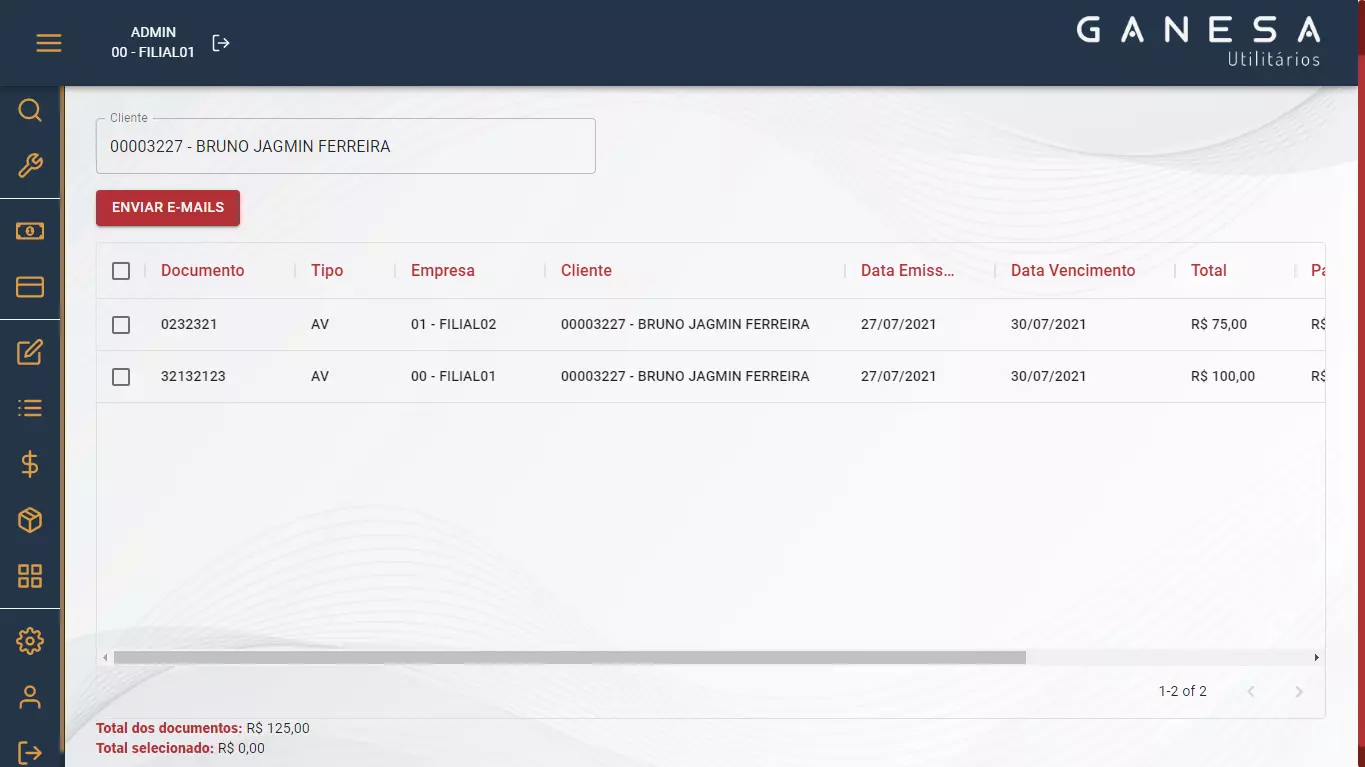 ADMIN
00 - FILIAL01
GANESA
Utilitários
Cliente
00003227 - BRUNO JAGMIN FERREIRA
ENVIAR E-MAILS
Documento Tipo Empresa Cliente Data Emiss... Data Vencimento Total Pa
0232321 AV 01 - FILIAL02 00003227 - BRUNO JAGMIN FERREIRA 27/07/2021 30/07/2021 R$ 75,00 R$
32132123 AV 00 - FILIAL01 00003227 - BRUNO JAGMIN FERREIRA 27/07/2021 30/07/2021 R$ 100,00 R$
1-2 of 2
Total dos documentos: R$ 125,00
Total selecionado: R$ 0,00